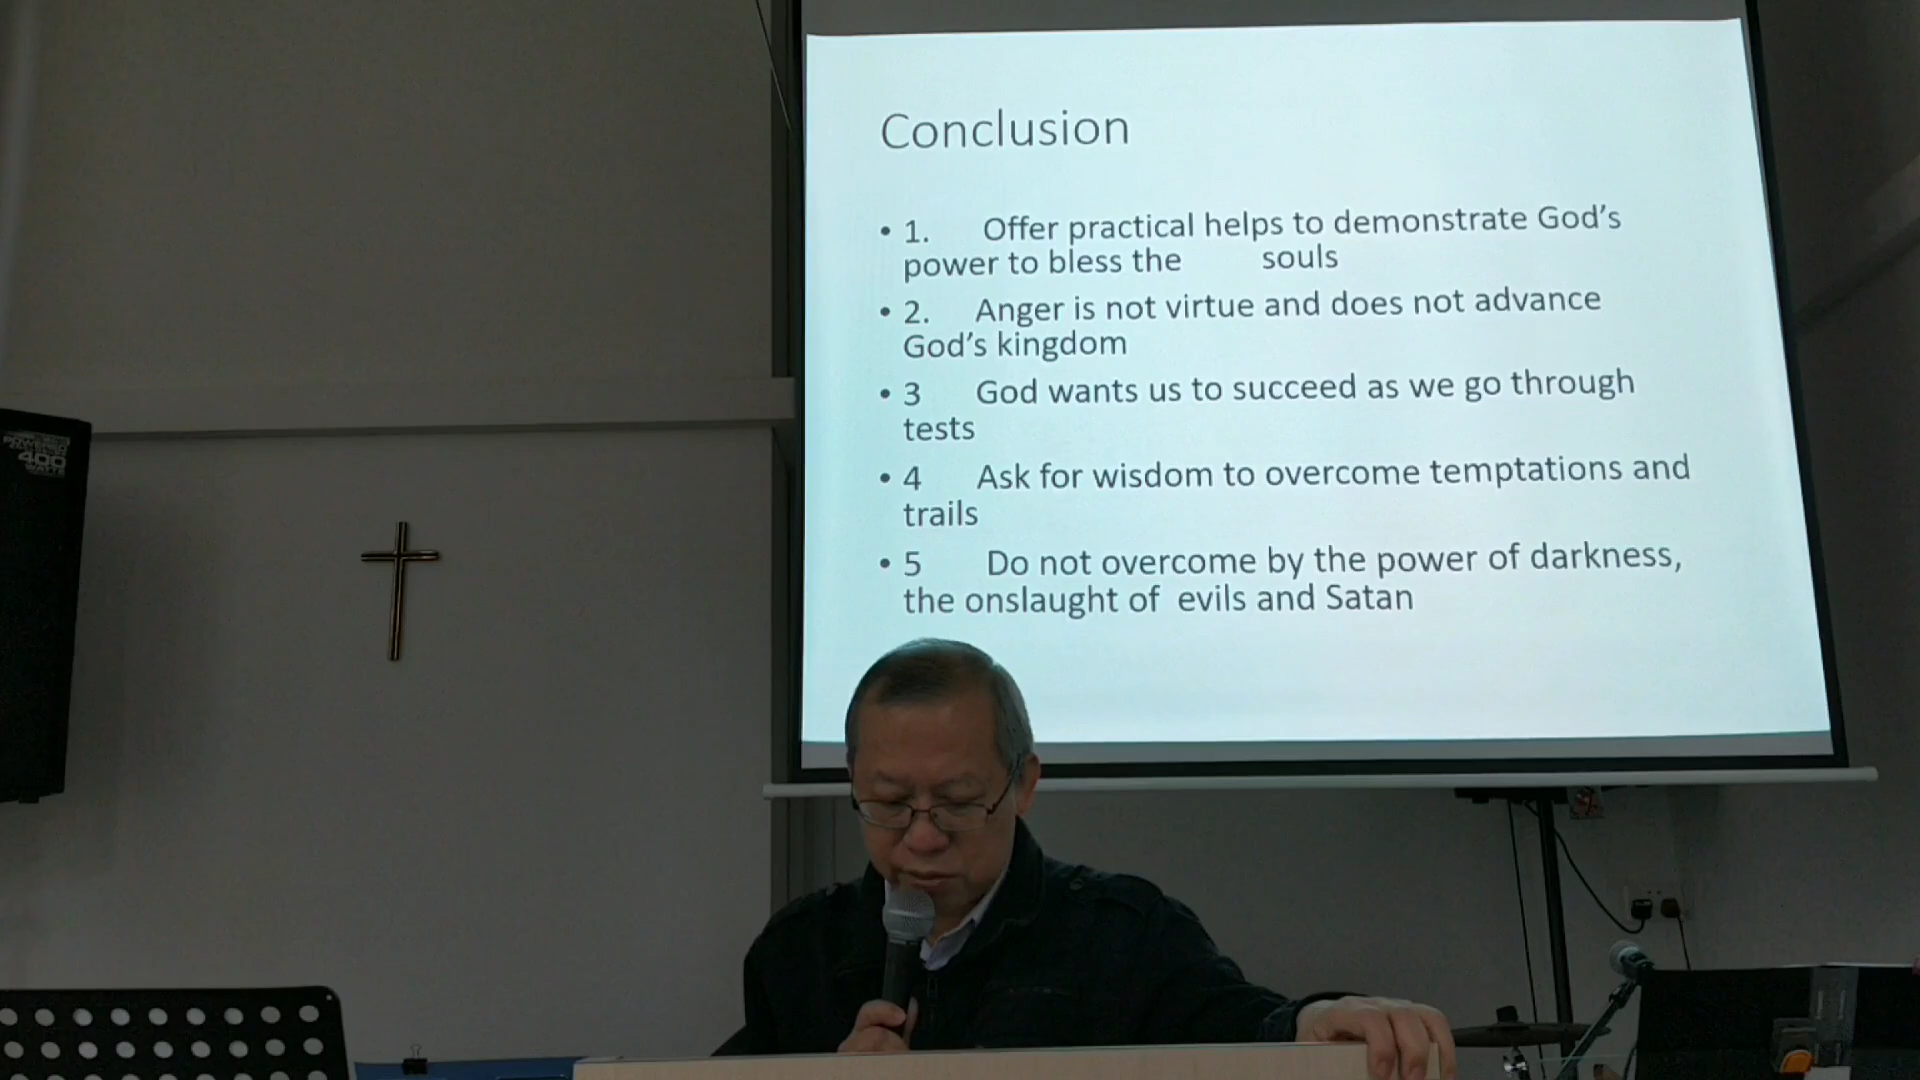 Conclusion
• 1. Offer practical helps to demonstrate God's
power to bless the souls
• 2. Anger is not virtue and does not advance
God's kingdom
• 3 God wants us to succeed as we go through
tests
• 4 Ask for wisdom to overcome temptations and
trails
• 5 Do not overcome by the power of darkness,
the onslaught of evils and Satan
POWERED
400
WATTS